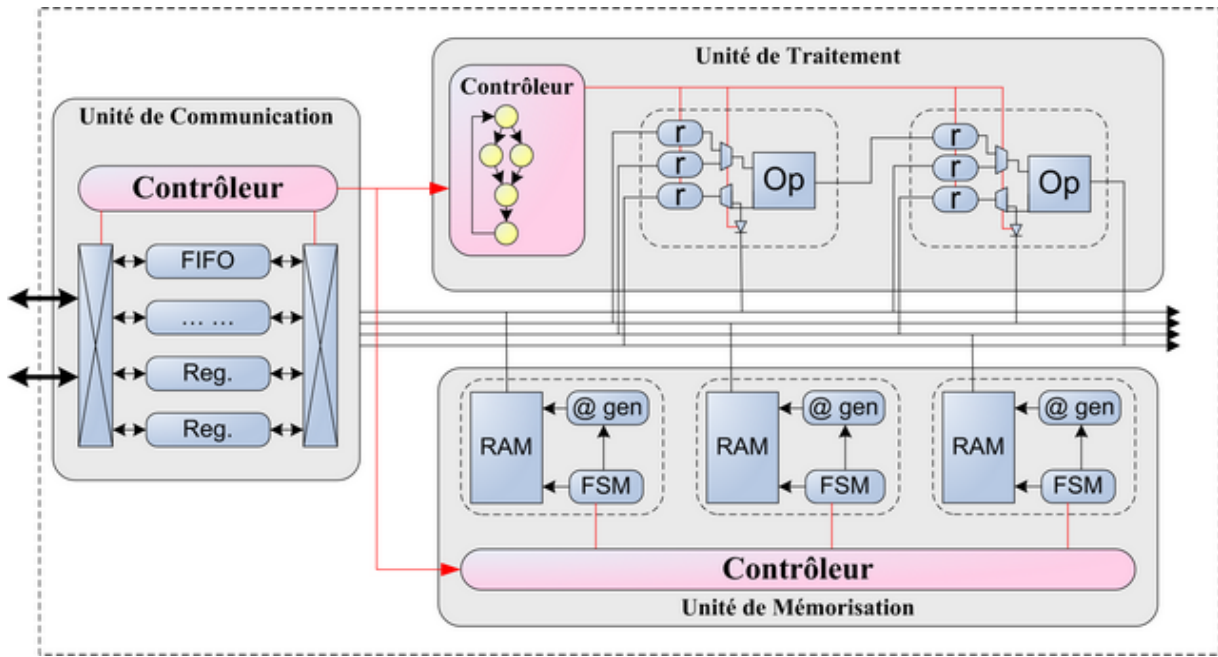 Unité de Traitement
Contrôleur
r
r
r
Op
r
r
r
Op
Unité de Communication
Contrôleur
FIFO
... ...
Reg.
Reg.
RAM
@ gen
FSM
RAM
@ gen
FSM
RAM
@ gen
FSM
Contrôleur
Unité de Mémorisation